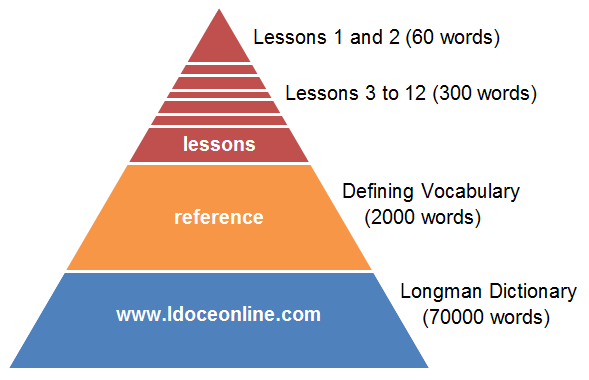 Lessons 1 and 2 (60 words)
Lessons 3 to 12 (300 words)
lessons
Defining Vocabulary
(2000 words)
reference
Longman Dictionary
(70000 words)
www.ldoceonline.com